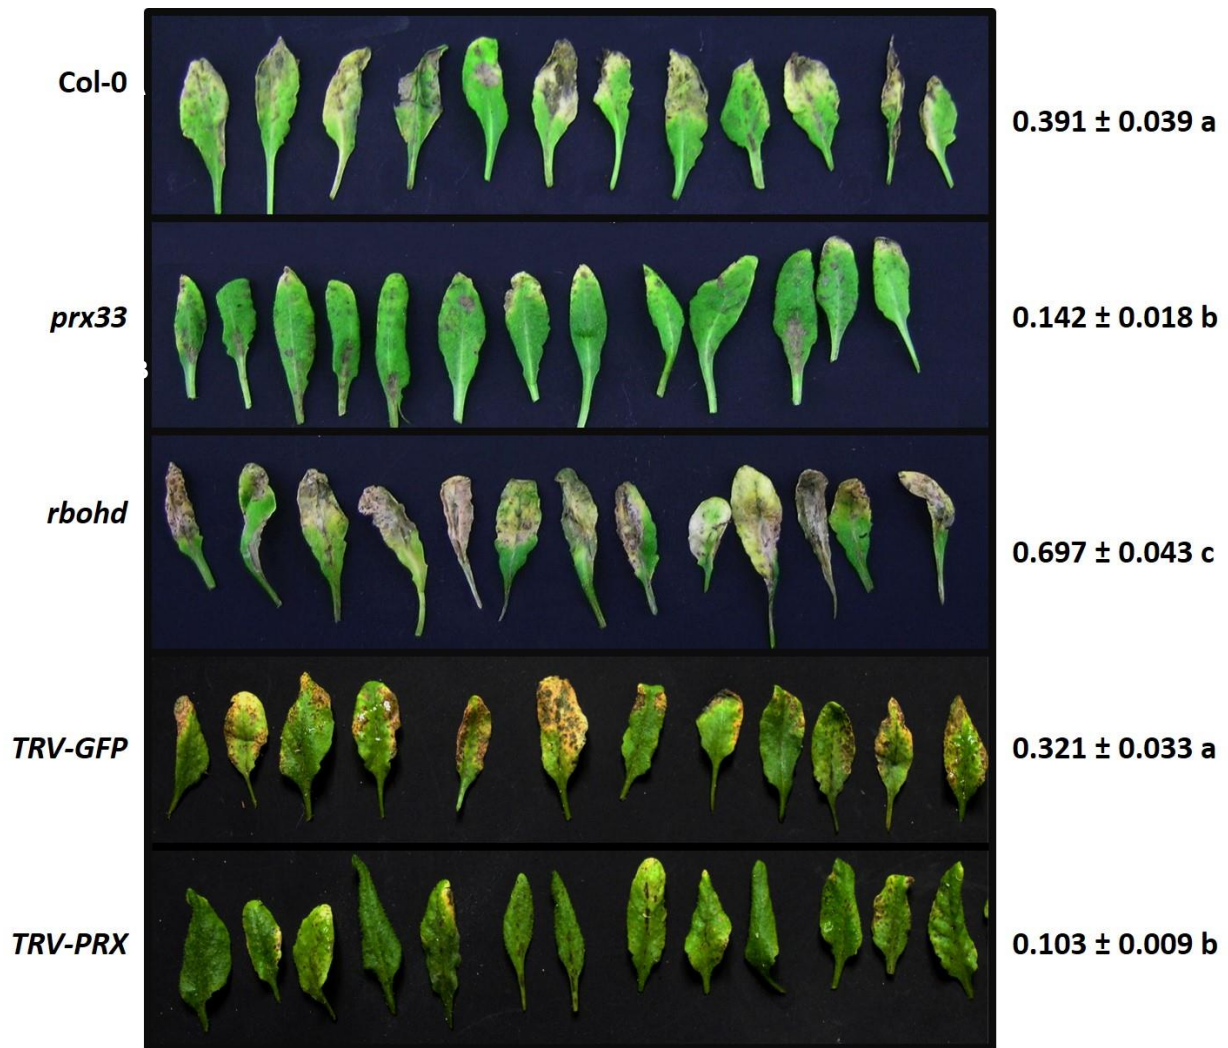 Col-0
0.391 ± 0.039 a
prx33
0.142 ± 0.018 b
rbohd
0.697 ± 0.043 c
TRV-GFP
0.321 ± 0.033 a
TRV-PRX
0.103 ± 0.009 b